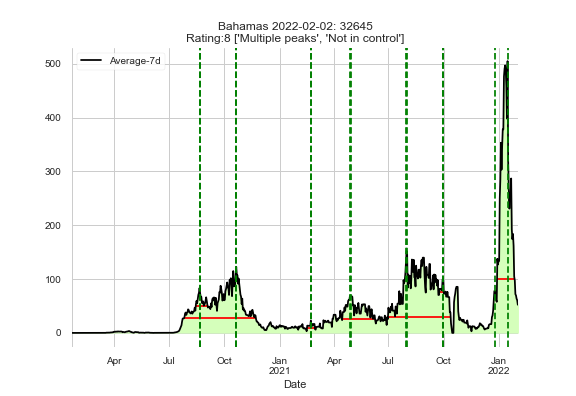 Bahamas 2022-02-02: 32645
Rating:8 ['Multiple peaks', 'Not in control']
Average-7d
500
400
300
200
100
0
Apr Jul Oct Jan Apr Jul Oct Jan
2021 2022
Date